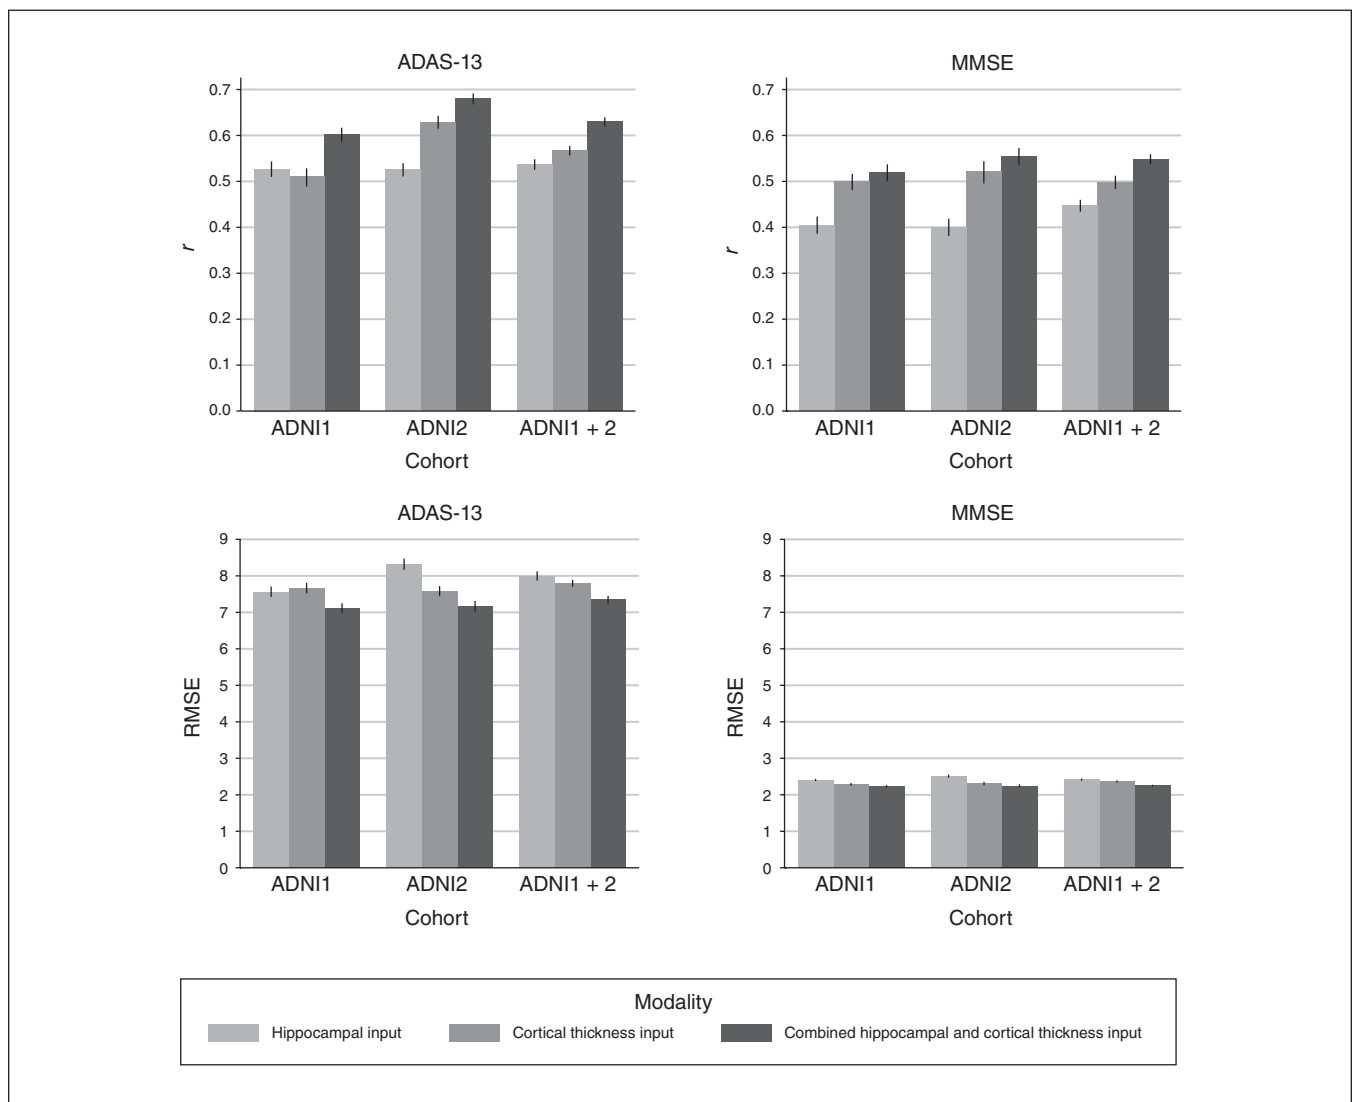 ADAS-13
0.7
0.6
0.5
0.4
0.3
0.2
0.1
0.0
r
ADNI1 ADNI2 ADNI1 + 2
Cohort
MMSE
0.7
0.6
0.5
0.4
0.3
0.2
0.1
0.0
r
ADNI1 ADNI2 ADNI1 + 2
Cohort
ADAS-13
9
8
7
6
5
4
3
2
1
0
RMSE
ADNI1 ADNI2 ADNI1 + 2
Cohort
MMSE
9
8
7
6
5
4
3
2
1
0
RMSE
ADNI1 ADNI2 ADNI1 + 2
Cohort
Modality
Hippocampal input Cortical thickness input Combined hippocampal and cortical thickness input